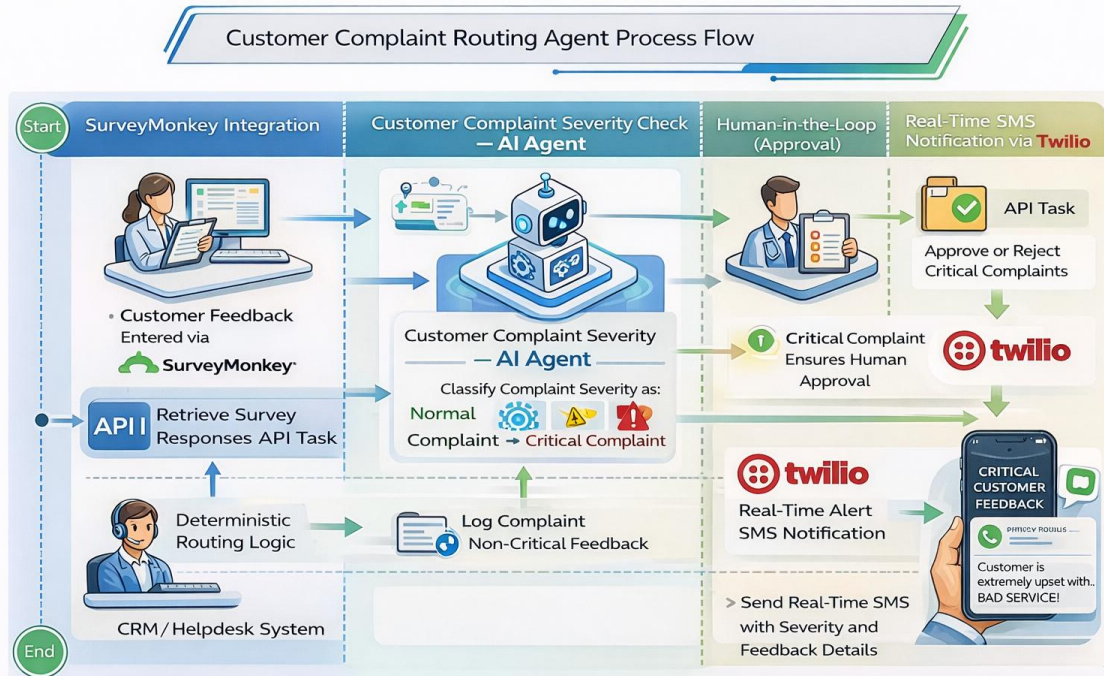 Customer Complaint Routing Agent Process Flow
Start
SurveyMonkey Integration
Customer Complaint Severity Check
— AI Agent
Human-in-the-Loop
(Approval)
Real-Time SMS
Notification via Twilio
• Customer Feedback
Entered via
SurveyMonkey
API
Retrieve Survey
Responses API Task
Deterministic
Routing Logic
CRM / Helpdesk System
End
Customer Complaint Severity
— AI Agent —
Classify Complaint Severity as:
Normal
Complaint → Critical Complaint
Log Complaint
Non-Critical Feedback
Critical Complaint
Ensures Human
Approval
API Task
Approve or Reject
Critical Complaints
twilio
twilio
Real-Time Alert
SMS Notification
> Send Real-Time SMS
with Severity and
Feedback Details
CRITICAL
CUSTOMER
FEEDBACK
Customer is
extremely upset with..
BAD SERVICE!